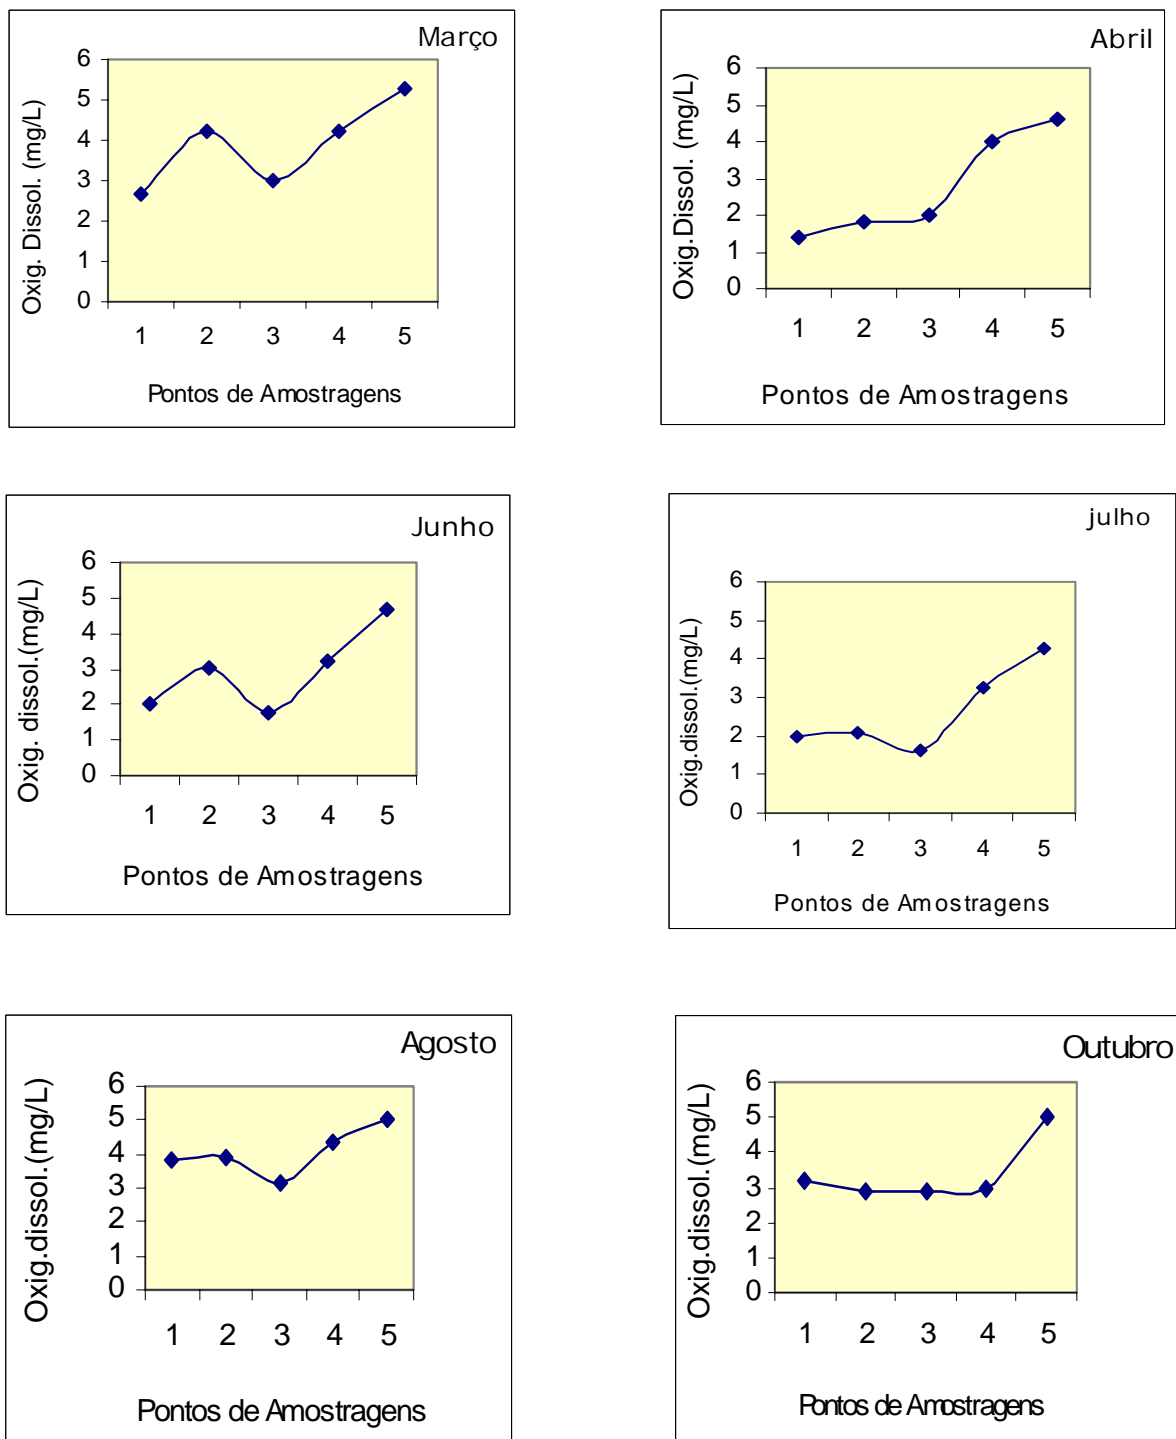 Março
Oxig. Dissol. (mg/L)
6
5
4
3
2
1
0
1 2 3 4 5
Pontos de Amostragens
Abril
Oxig.Dissol. (mg/L)
6
5
4
3
2
1
0
1 2 3 4 5
Pontos de Amostragens
Junho
Oxig. dissol.(mg/L)
6
5
4
3
2
1
0
1 2 3 4 5
Pontos de Amostragens
julho
Oxig.dissol.(mg/L)
6
5
4
3
2
1
0
1 2 3 4 5
Pontos de Amostragens
Agosto
Oxig.dissol.(mg/L)
6
5
4
3
2
1
0
1 2 3 4 5
Pontos de Amostragens
Outubro
Oxig.dissol.(mg/L)
6
5
4
3
2
1
0
1 2 3 4 5
Pontos de Amostragens